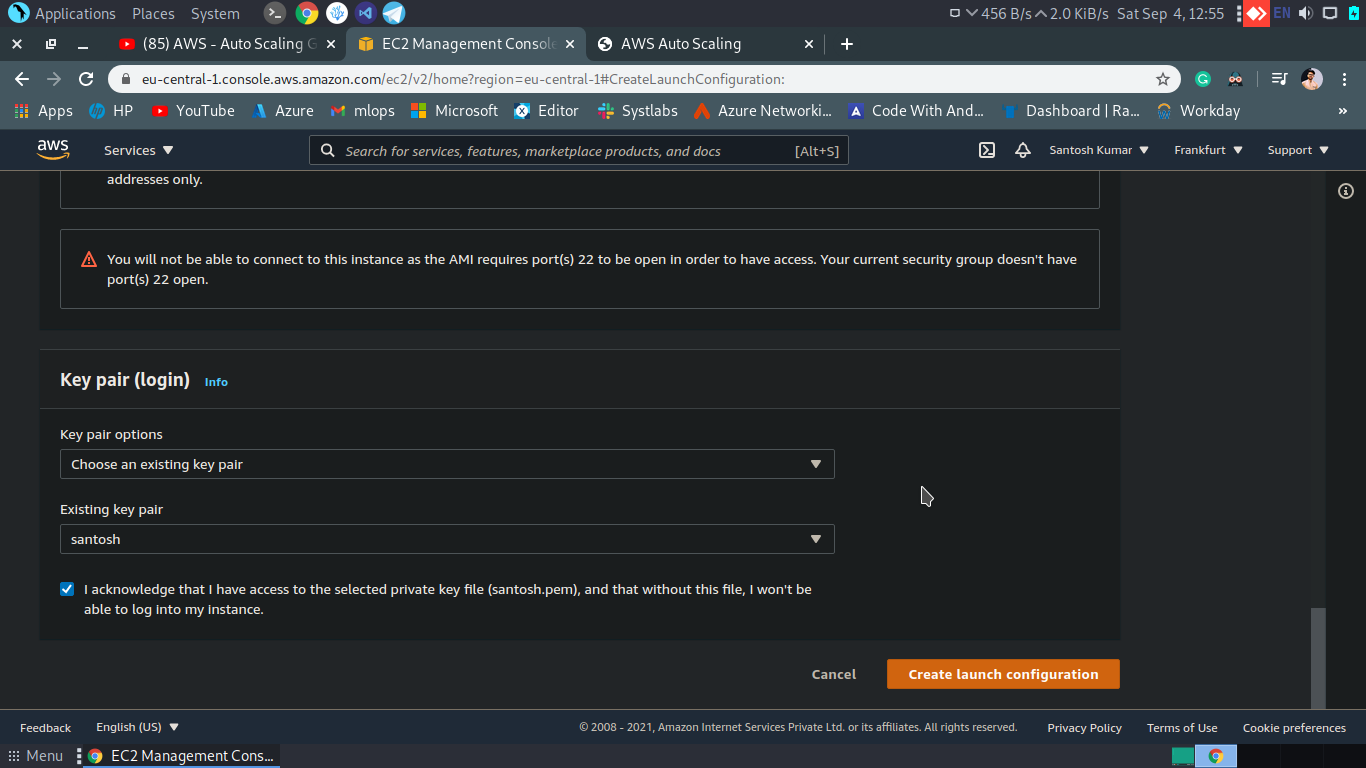 Applications Places System 456 B/s 2.0 KiB/s Sat Sep 4, 12:55 EN
(85) AWS - Auto Scaling G EC2 Management Console AWS Auto Scaling
eu-central-1.console.aws.amazon.com/ec2/v2/home?region=eu-central-1#CreateLaunchConfiguration:
Apps HP YouTube Azure mlops Microsoft Editor Systlabs Azure Networki... Code With And... Dashboard | Ra... Workday »
aws Services Search for services, features, marketplace products, and docs [Alt+S] Santosh Kumar Frankfurt Support
addresses only.
You will not be able to connect to this instance as the AMI requires port(s) 22 to be open in order to have access. Your current security group doesn't have
port(s) 22 open.
Key pair (login) Info
Key pair options
Choose an existing key pair
Existing key pair
santosh
I acknowledge that I have access to the selected private key file (santosh.pem), and that without this file, I won't be
able to log into my instance.
Cancel Create launch configuration
Feedback English (US) © 2008 - 2021, Amazon Internet Services Private Ltd. or its affiliates. All rights reserved. Privacy Policy Terms of Use Cookie preferences
Menu EC2 Management Cons...